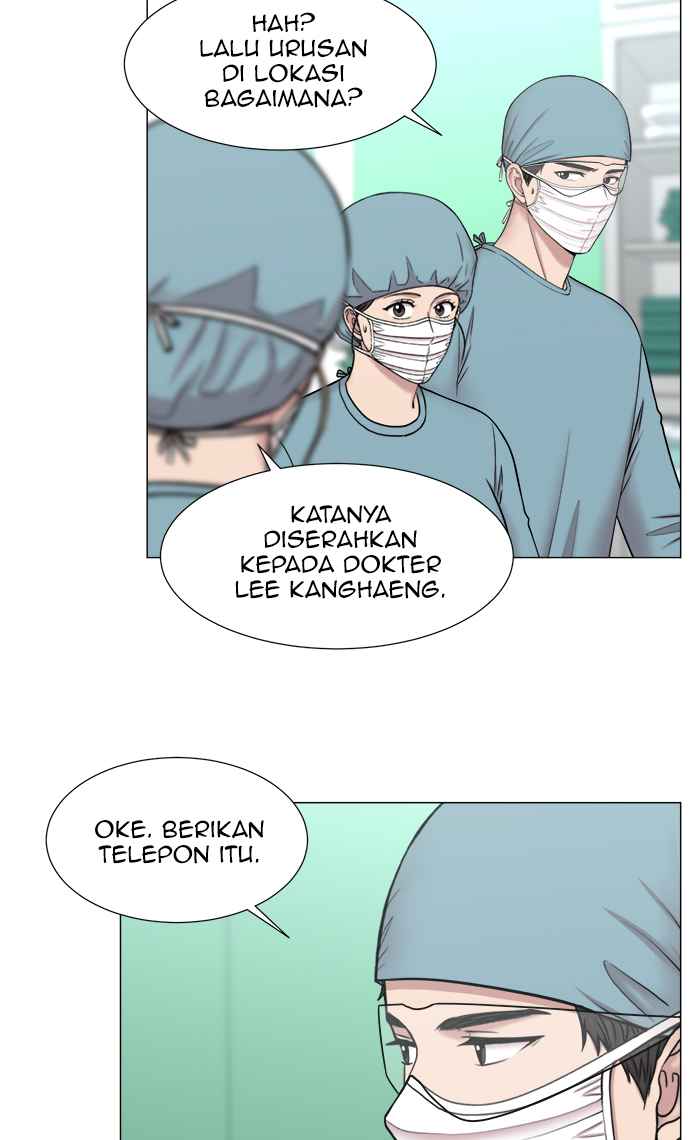 HAH?
LALU URUSAN
DI LOKASI
BAGAIMANA?
KATANYA
DISERAHKAN
KEPADA DOKTER
LEE KANGHAENG.
OKE. BERIKAN
TELEPON ITU.